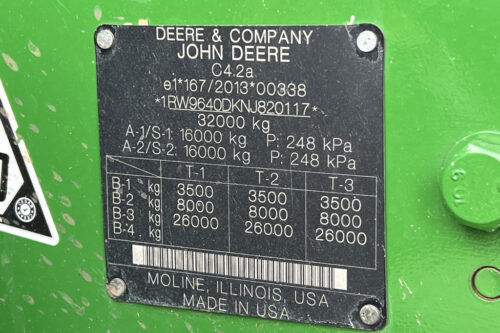 DEERE & COMPANY
JOHN DEERE
C4.2a
e1*167/2013*00338
*1RW9640DKNJ820117*
32000 kg
A-1/S-1: 16000 kg P: 248 kPa
A-2/S-2: 16000 kg P: 248 kPa
T-1 T-2 T-3
B-1 kg 3500 3500 3500
B-2 kg 8000 8000 8000
B-3 kg 26000 26000 26000
B-4 kg
MOLINE, ILLINOIS, USA
MADE IN USA